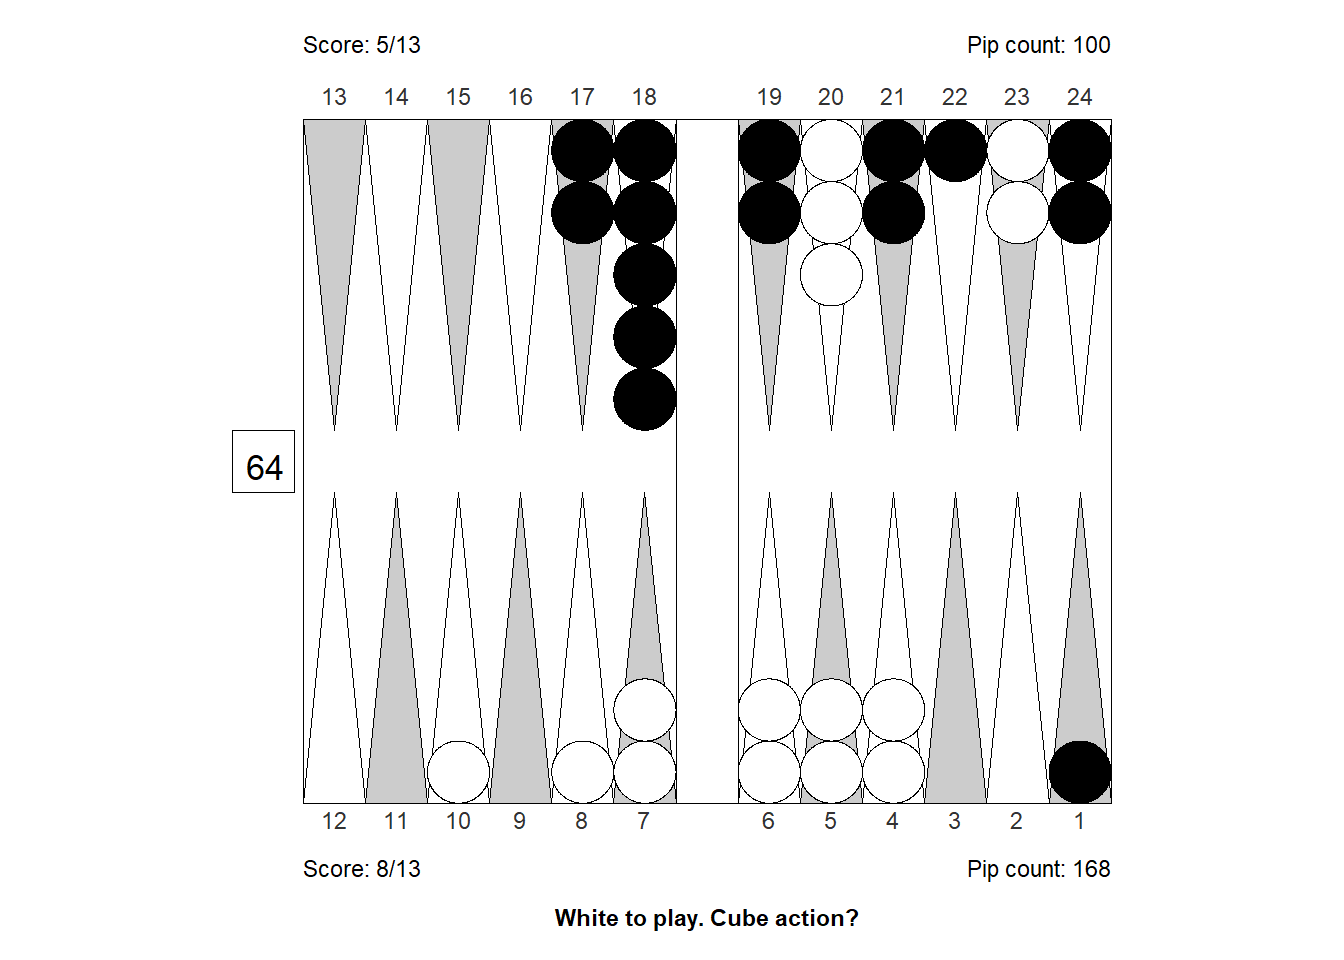 Score: 5/13 Pip count: 100
13 14 15 16 17 18 19 20 21 22 23 24
64
12 11 10 9 8 7 6 5 4 3 2 1
Score: 8/13 Pip count: 168
White to play. Cube action?